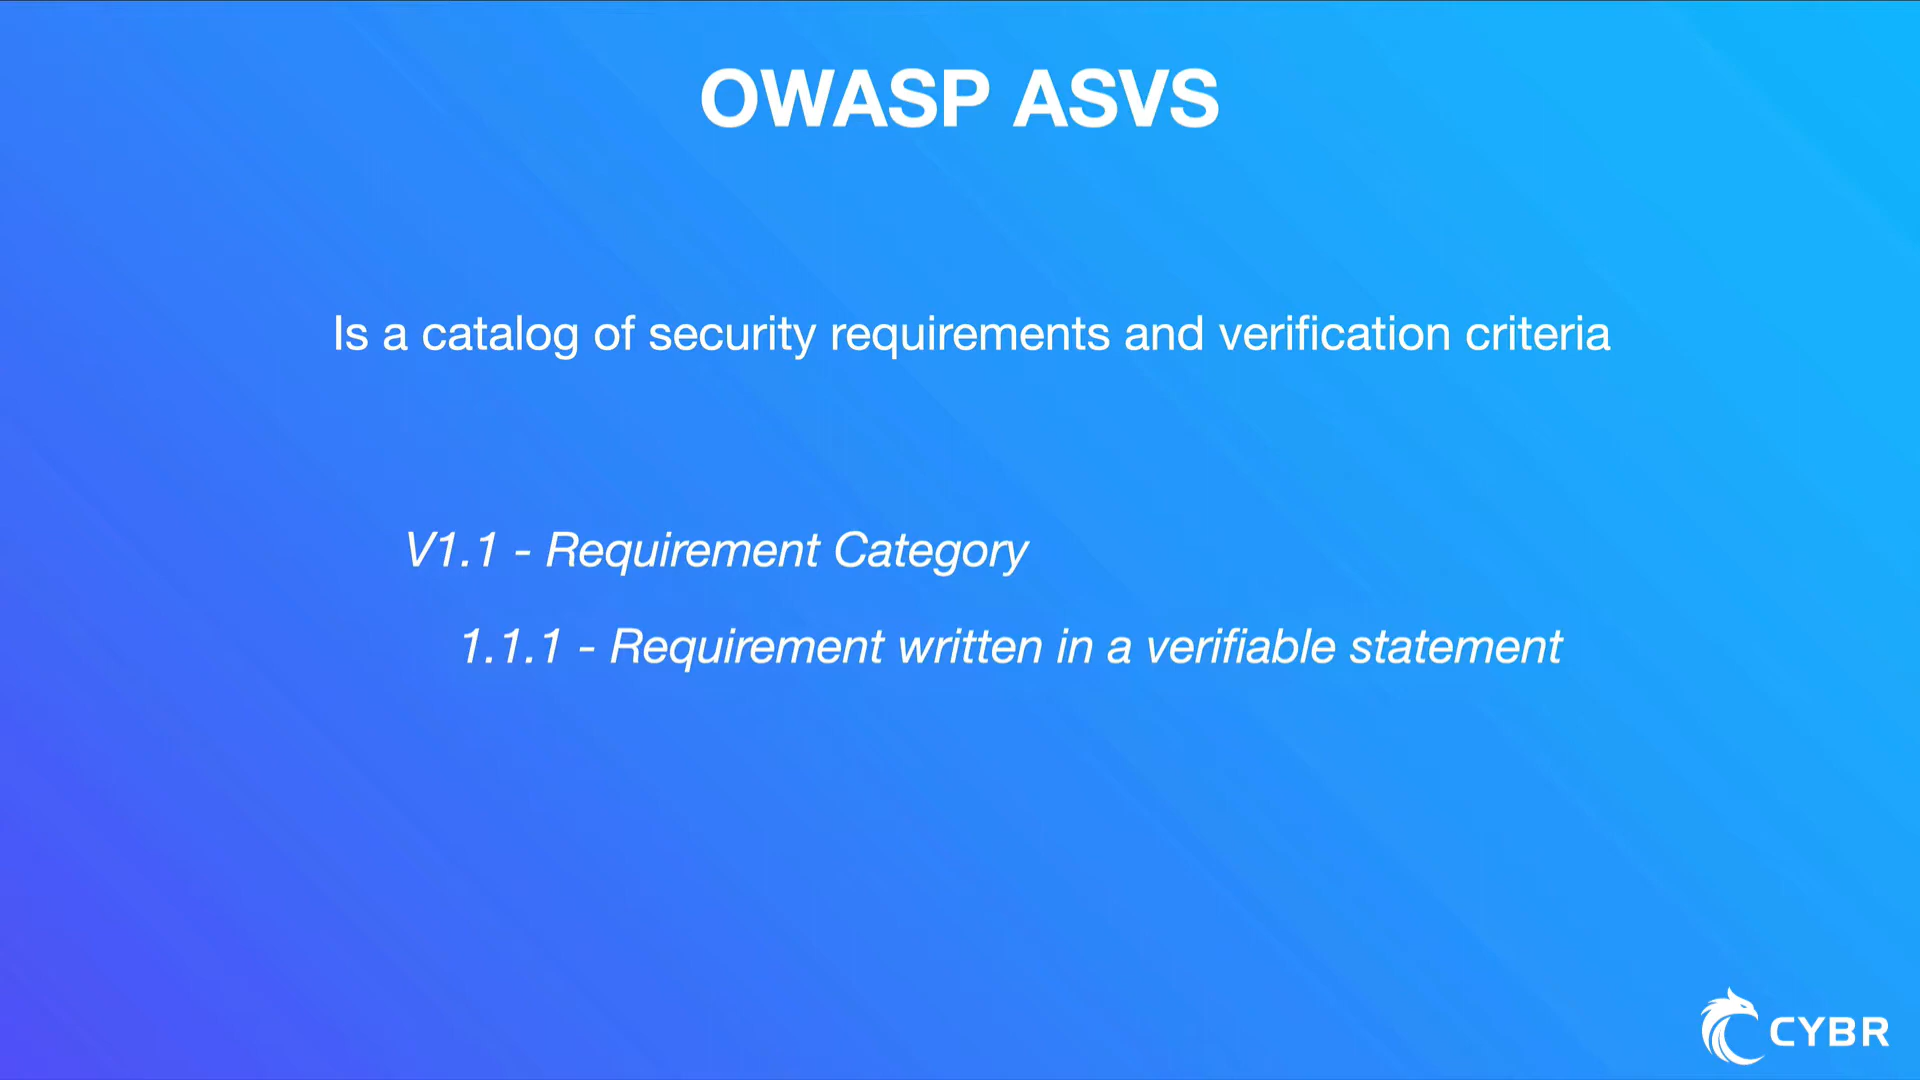 OWASP ASVS
Is a catalog of security requirements and verification criteria
V1.1 - Requirement Category
1.1.1 - Requirement written in a verifiable statement
CYBR